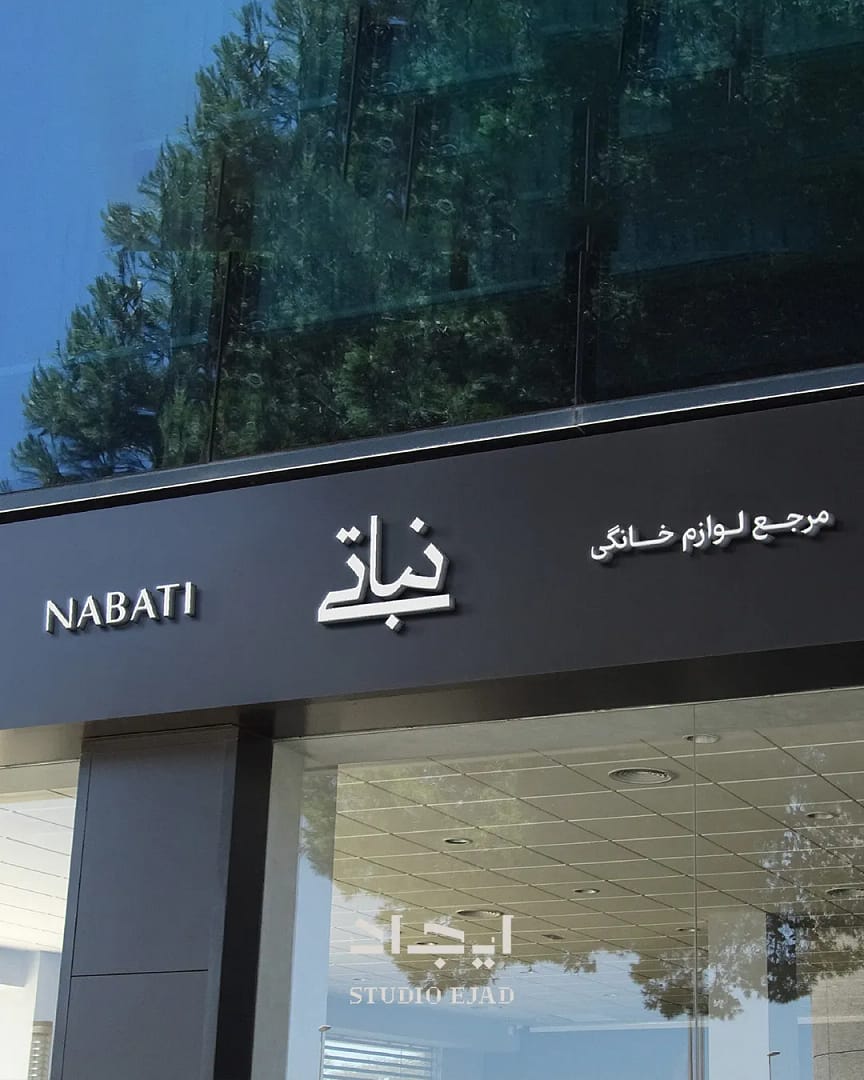 مرجع لوازم خانگی
نباتی
NABATI
ایجاد
STUDIO EJAD